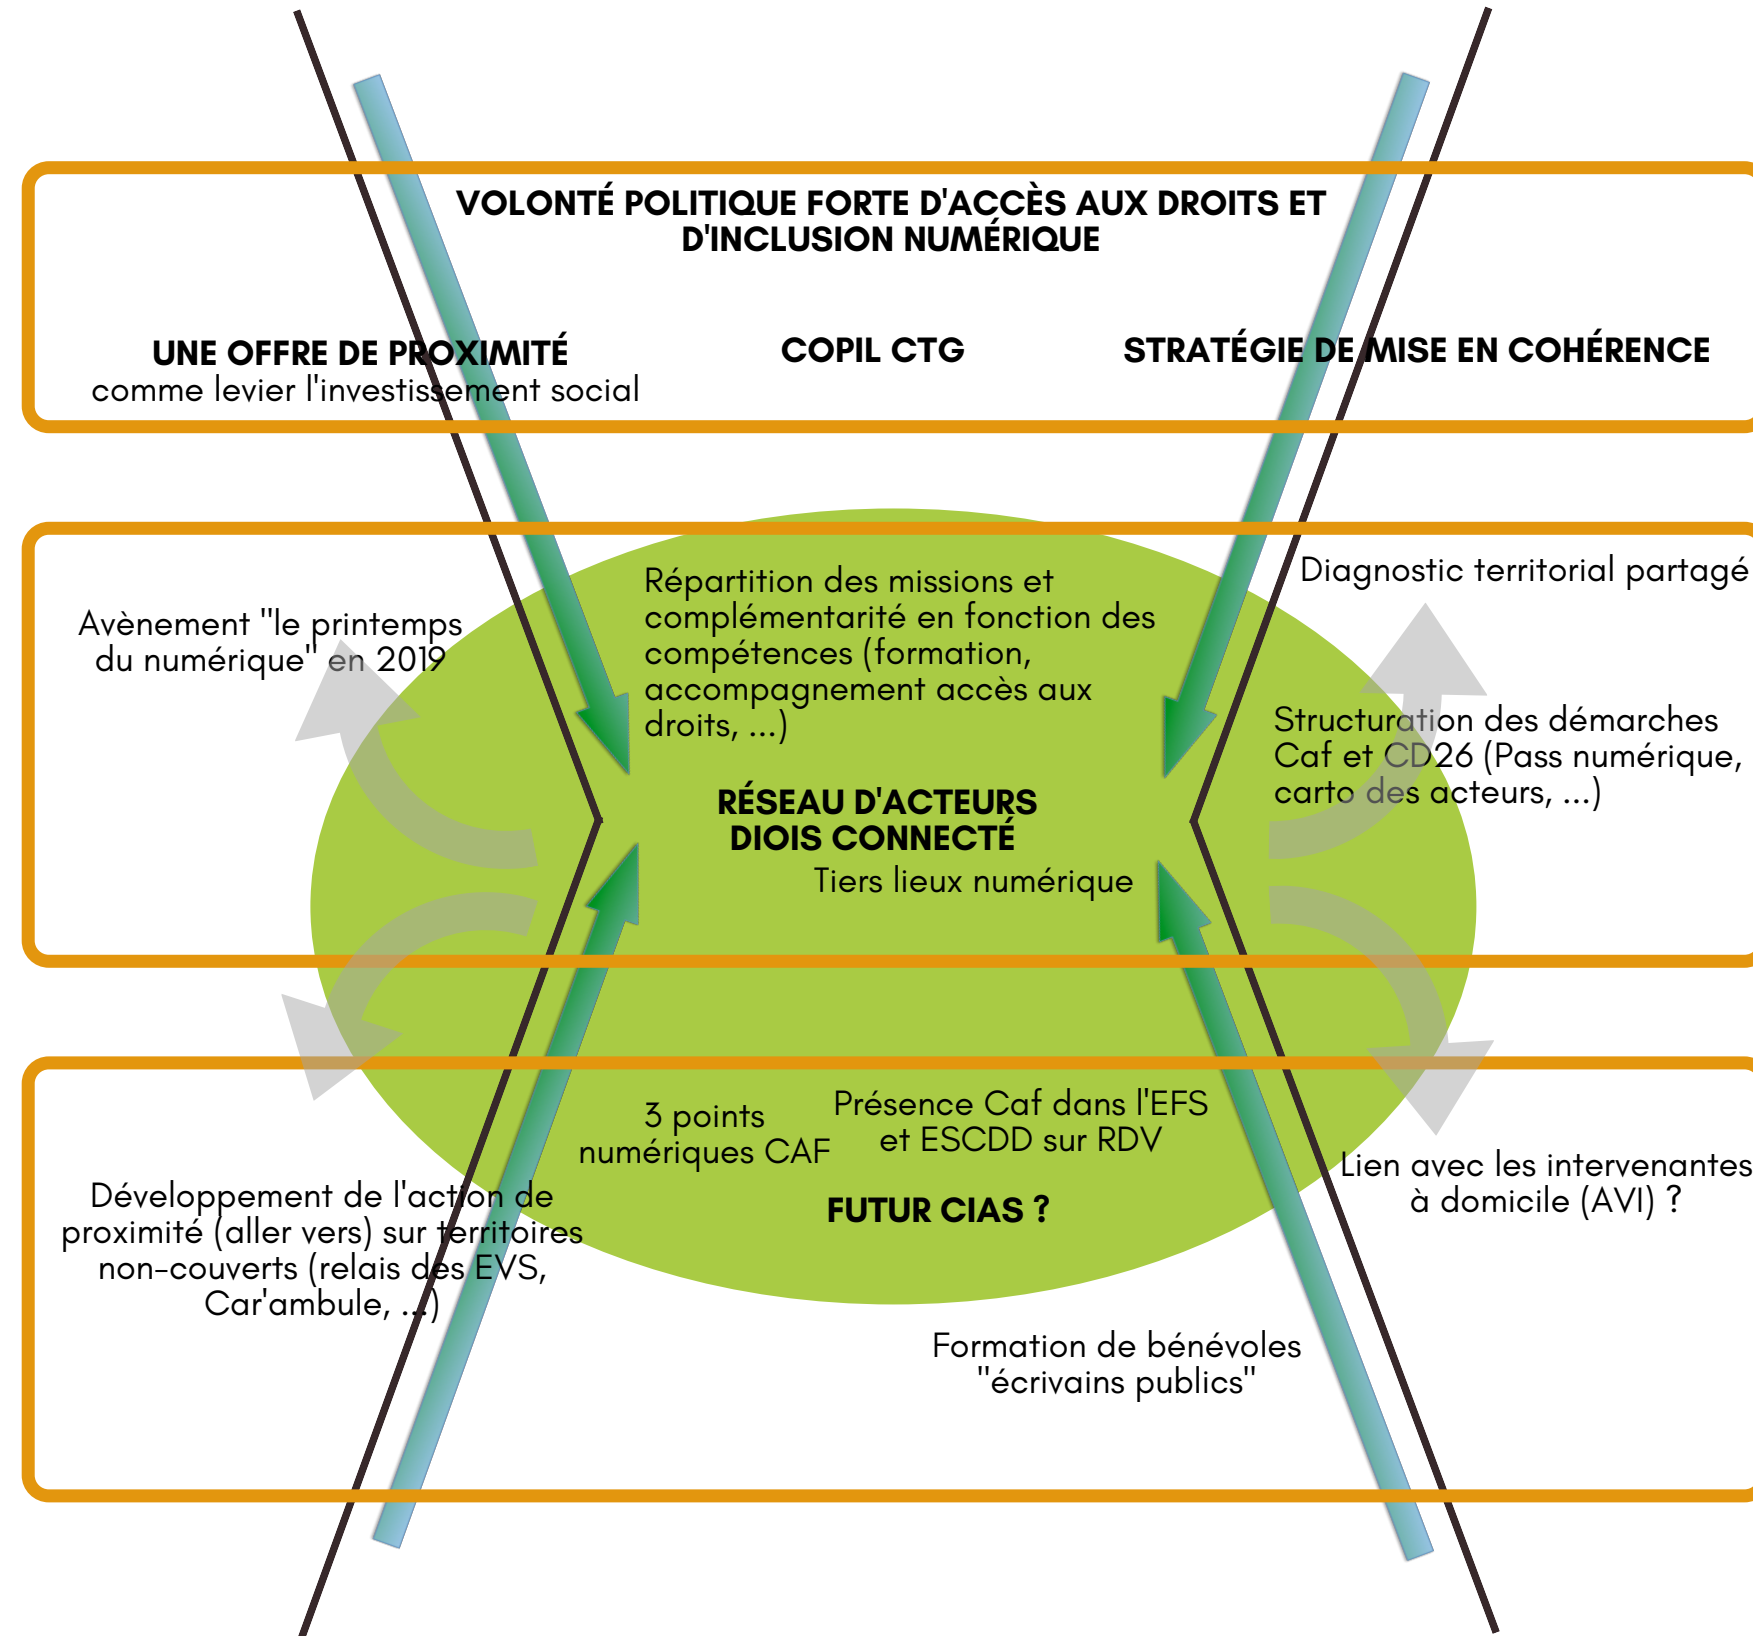 VOLONTÉ POLITIQUE FORTE D'ACCÈS AUX DROITS ET
D'INCLUSION NUMÉRIQUE
UNE OFFRE DE PROXIMITÉ
comme levier l'investissement social
COPIL CTG
STRATÉGIE DE MISE EN COHÉRENCE
Avènement "le printemps
du numérique" en 2019
Répartition des missions et
complémentarité en fonction des
compétences (formation,
accompagnement accès aux
droits, ...)
Diagnostic territorial partagé
Structuration des démarches
Caf et CD26 (Pass numérique,
carto des acteurs, ...)
RÉSEAU D'ACTEURS
DIOIS CONNECTÉ
Tiers lieux numérique
3 points
numériques CAF
Présence Caf dans l'EFS
et ESCDD sur RDV
FUTUR CIAS ?
Développement de l'action de
proximité (aller vers) sur territoires
non-couverts (relais des EVS,
Car'ambule, ...)
Lien avec les intervenantes
à domicile (AVI) ?
Formation de bénévoles
"écrivains publics"